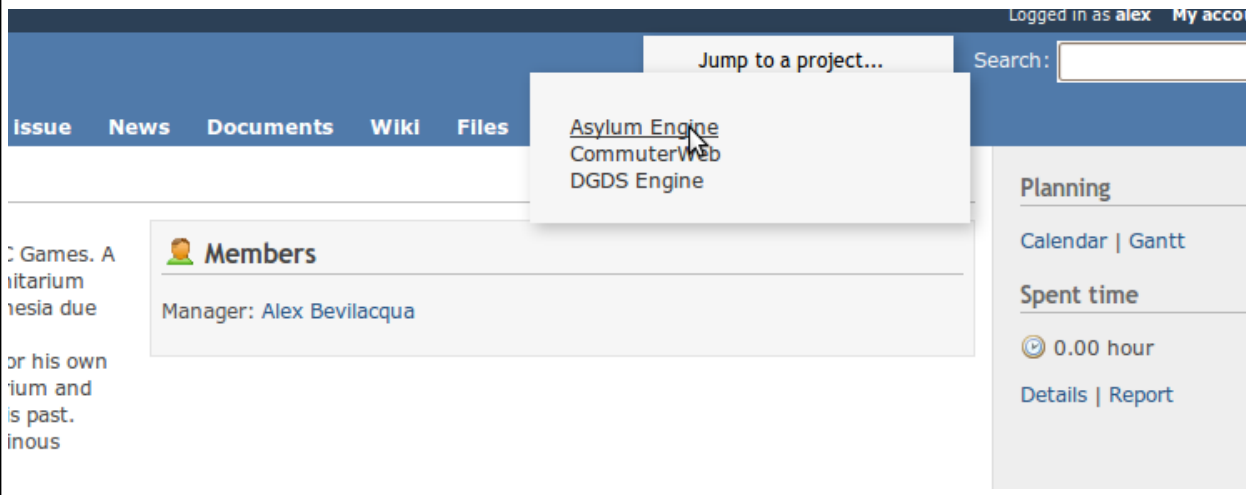 Logged in as alex My accou
Jump to a project...
Search:
issue News Documents Wiki Files
Asylum Engine
CommuterWeb
DGDS Engine
Planning
Calendar | Gantt
Spent time
0.00 hour
Details | Report
Members
Manager: Alex Bevilacqua
C Games. A
nitarium
nesia due
or his own
rium and
is past.
inous